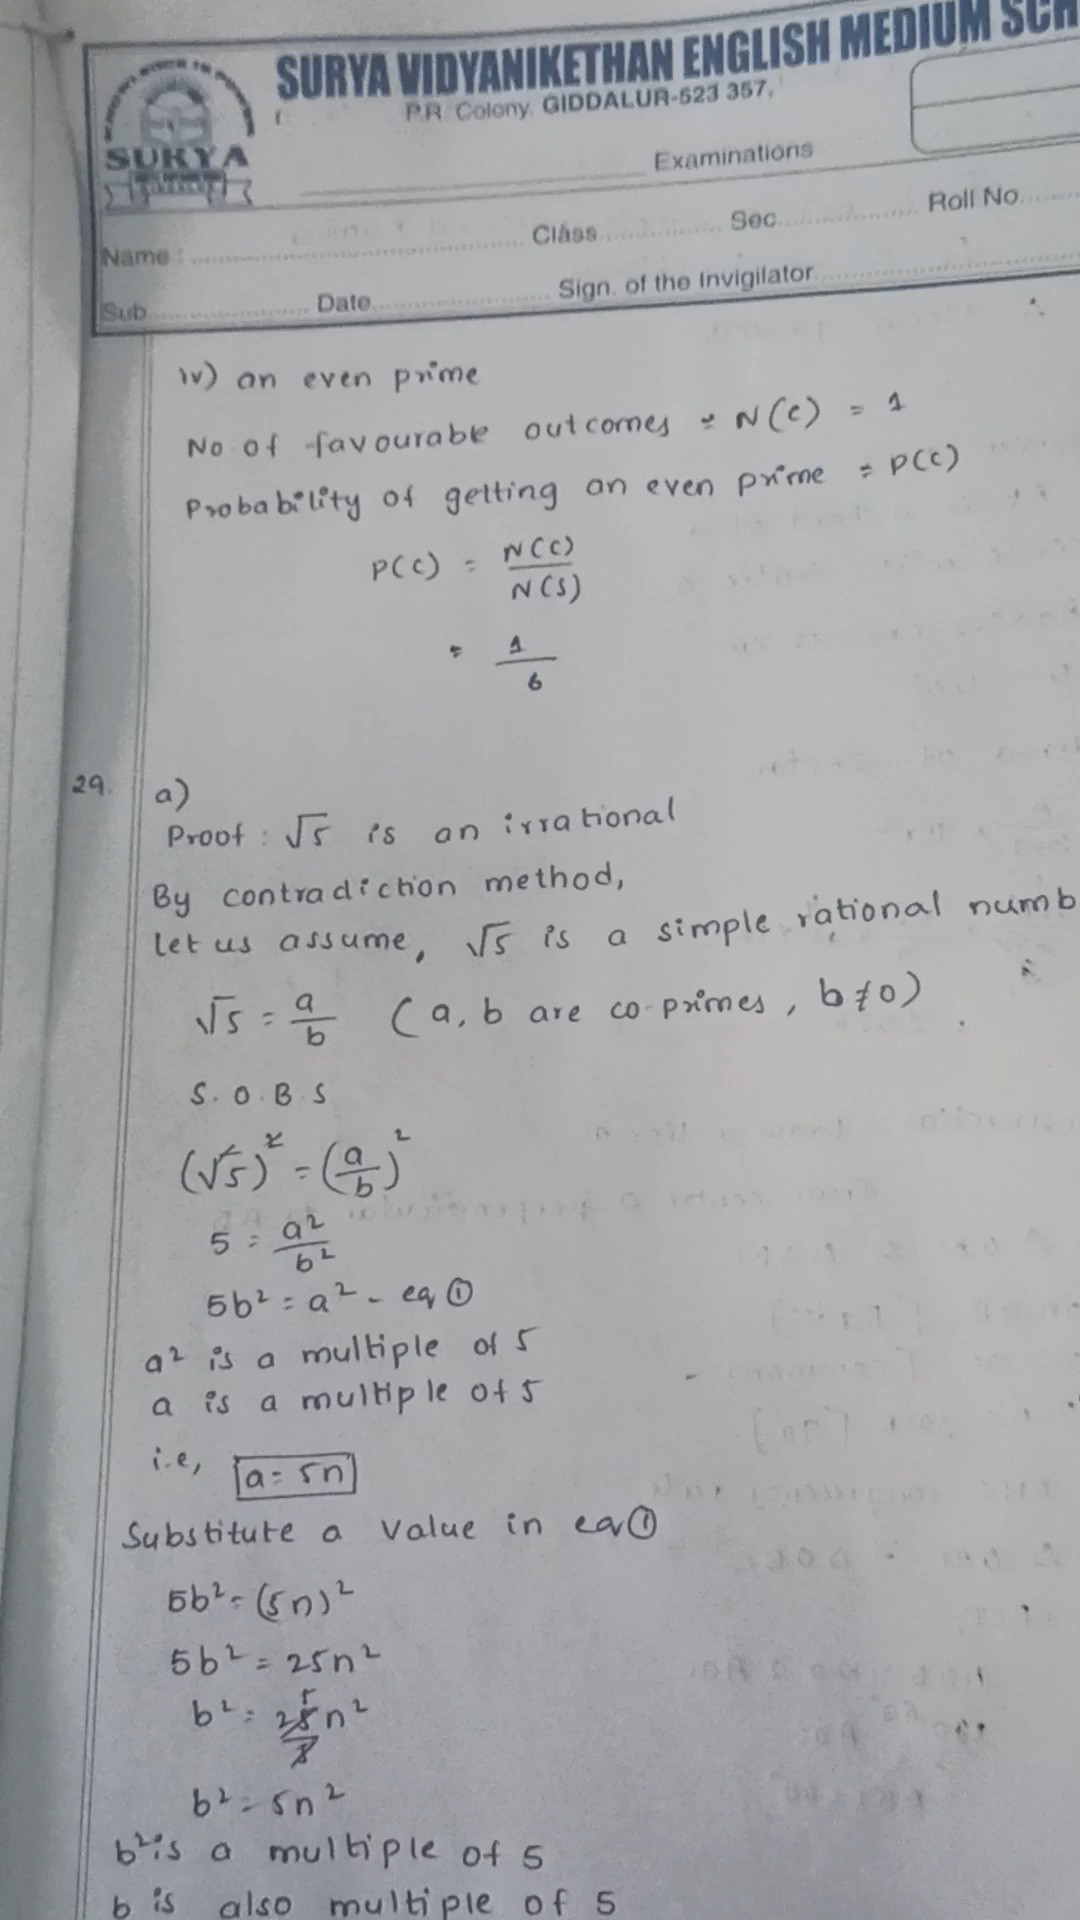 SURYA VIDYANIKETHAN ENGLISH MEDIUM SCH
P.R. Colony, GIDDALUR-523 357,
SURYA
Examinations
Name : Class Sec Roll No
Sub Date Sign. of the Invigilator
iv) an even prime
No of favourable outcomes = N(c) = 1
Probability of getting an even prime = P(c)
P(c) = N(c)/N(S)
= 1/6
29. a)
Proof : √5 is an irrational
By contradiction method,
let us assume, √5 is a simple rational numb
√5 = a/b (a, b are co-primes, b≠0)
S.O.B.S
(√5)² = (a/b)²
5 = a²/b²
5b² = a² - eq ①
a² is a multiple of 5
a is a multiple of 5
i.e, a = 5n
Substitute a value in eq ①
5b² = (5n)²
5b² = 25n²
b² = 25/5 5 n²
b² = 5n²
b² is a multiple of 5
b is also multiple of 5